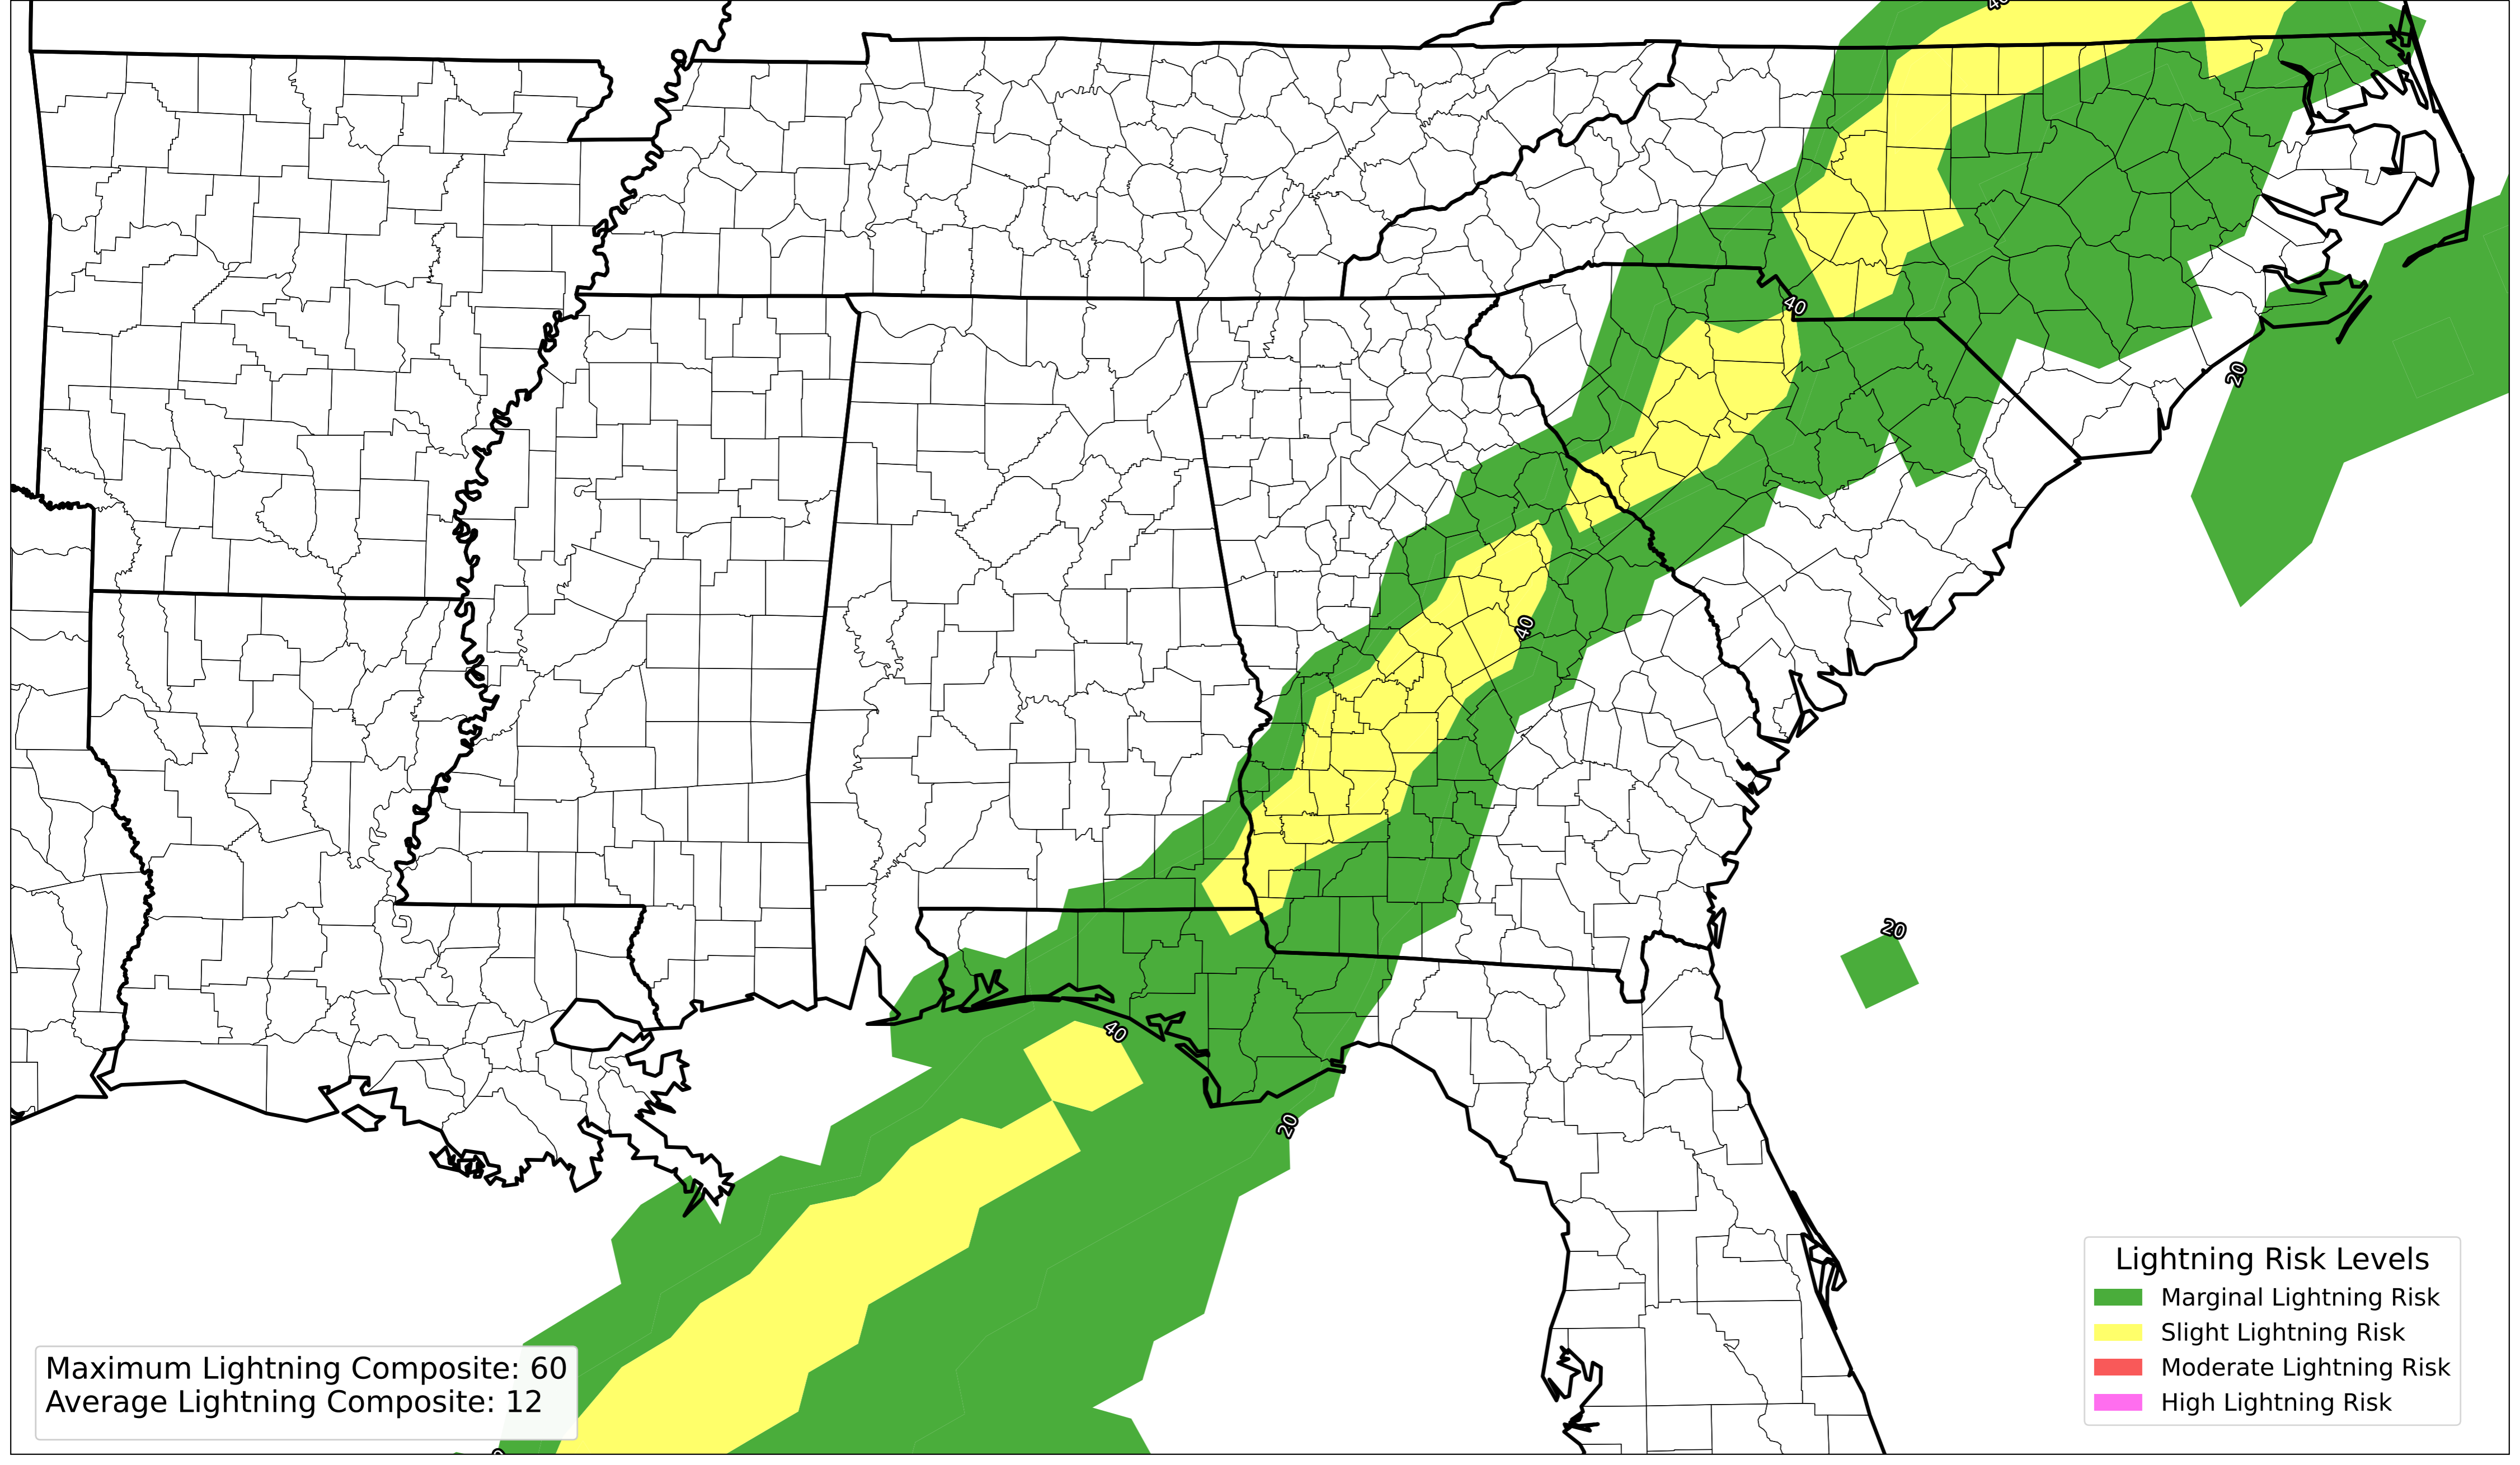 40
40
20
40
20
40
20
Maximum Lightning Composite: 60
Average Lightning Composite: 12
Lightning Risk Levels
Marginal Lightning Risk
Slight Lightning Risk
Moderate Lightning Risk
High Lightning Risk